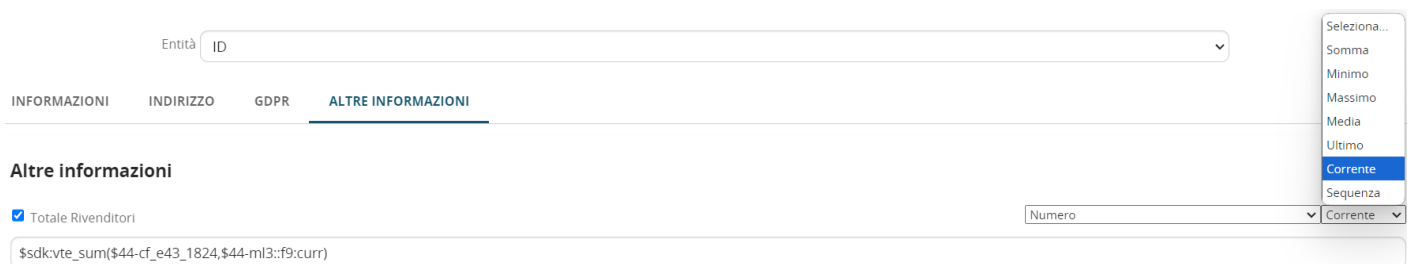 Entità
ID
Seleziona...
Somma
Minimo
Massimo
Media
Ultimo
Corrente
Sequenza
INFORMAZIONI INDIRIZZO GDPR ALTRE INFORMAZIONI
Altre informazioni
Totale Rivenditori
Numero
Corrente
$sdk:vte_sum($44-cf_e43_1824,$44-ml3::f9:curr)